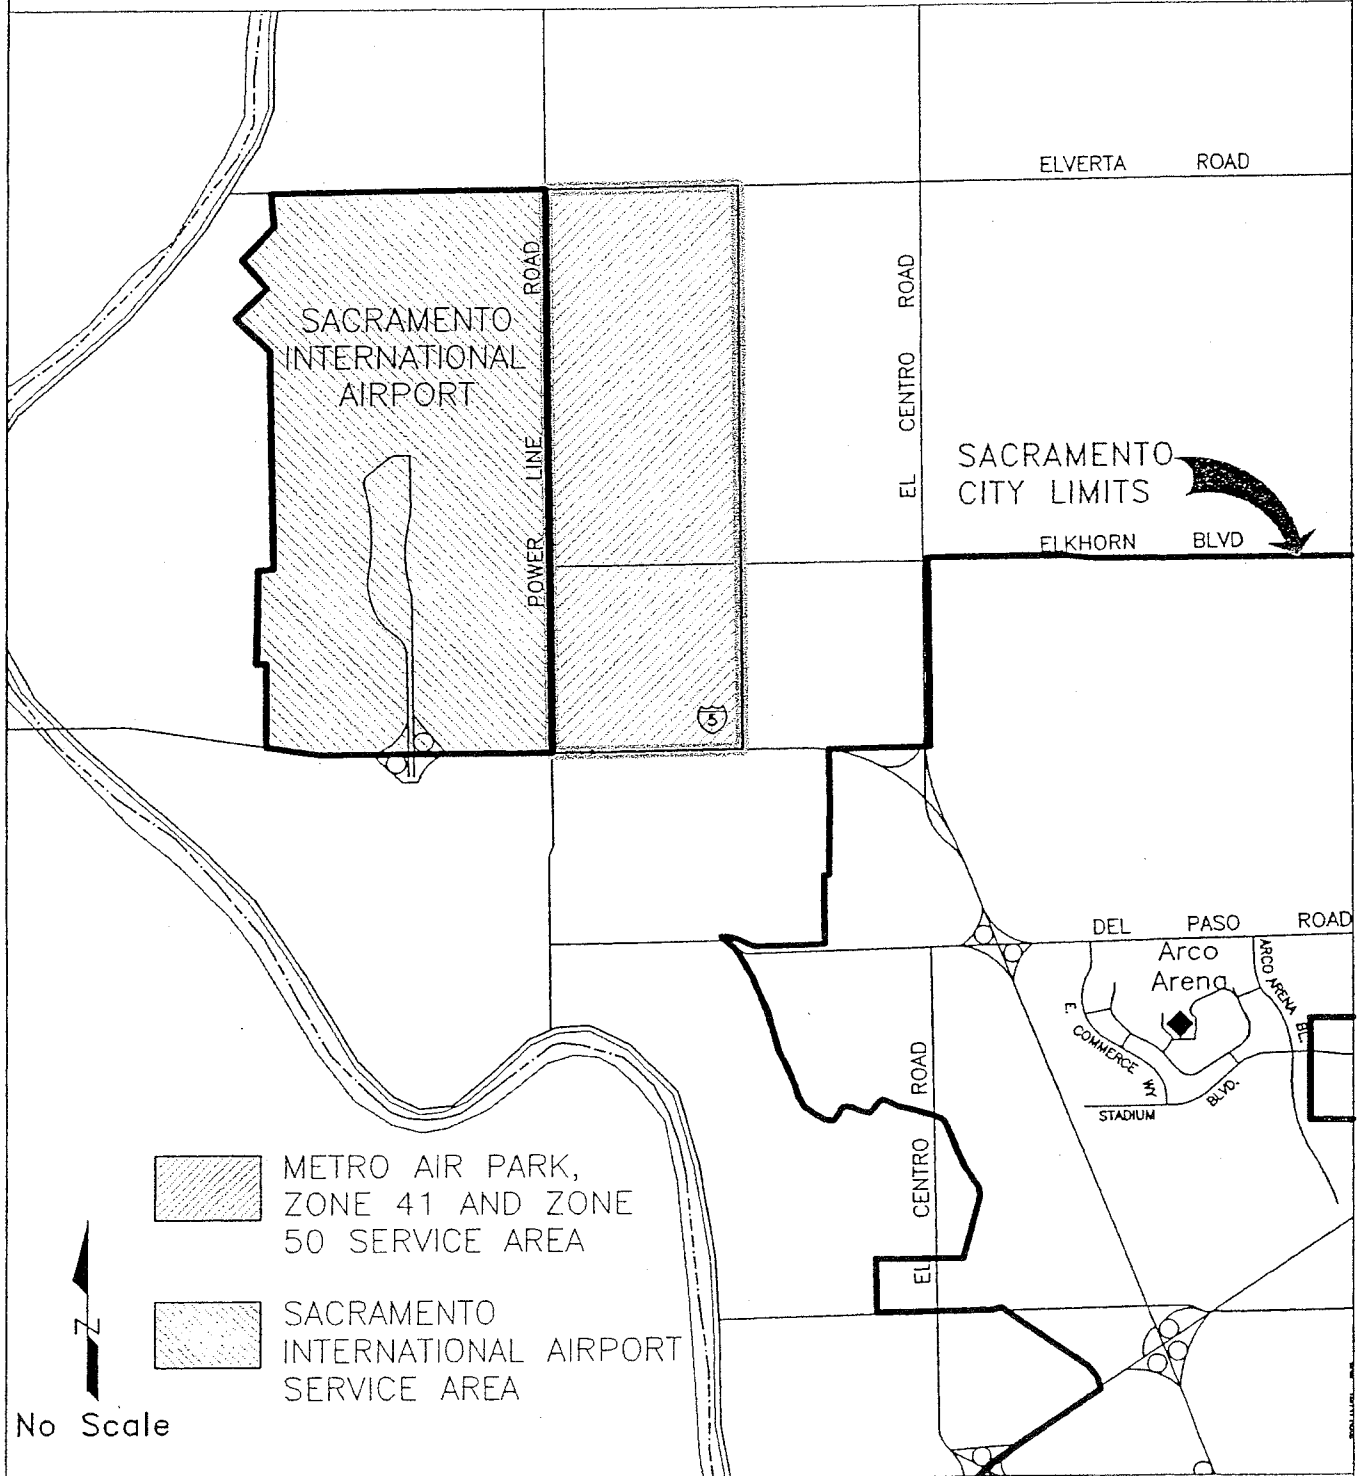 ELVERTA ROAD
POWER LINE ROAD
SACRAMENTO
INTERNATIONAL
AIRPORT
EL CENTRO ROAD
SACRAMENTO
CITY LIMITS
ELKHORN BLVD
5
DEL PASO ROAD
Arco
Arena
ARCO ARENA BL.
E. COMMERCE WY
STADIUM BLVD.
EL CENTRO ROAD
METRO AIR PARK,
ZONE 41 AND ZONE
50 SERVICE AREA
SACRAMENTO
INTERNATIONAL AIRPORT
SERVICE AREA
N
No Scale